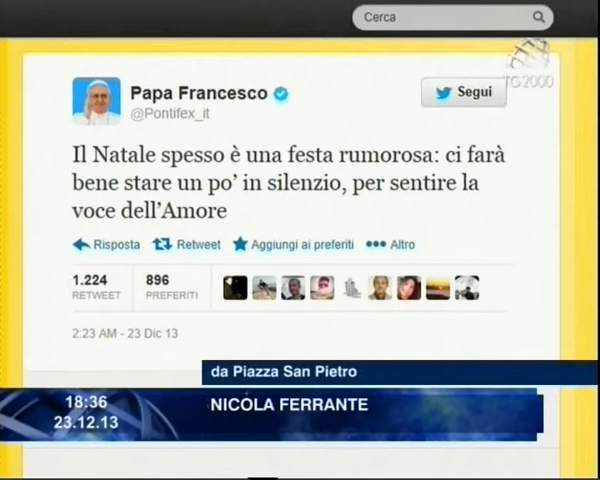 Cerca
TG2000
Papa Francesco
@Pontifex_it
Segui
Il Natale spesso è una festa rumorosa: ci farà
bene stare un po' in silenzio, per sentire la
voce dell'Amore
Risposta Retweet Aggiungi ai preferiti Altro
1.224 896
RETWEET PREFERITI
2:23 AM - 23 Dic 13
da Piazza San Pietro
18:36 NICOLA FERRANTE
23.12.13